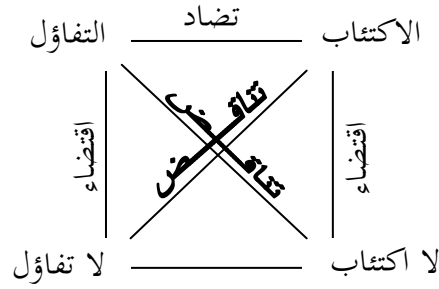 تضاد
الاكتئاب
التفاؤل
تناقض
تناقض
اقتضاء
اقتضاء
لا اكتئاب
لا تفاؤل